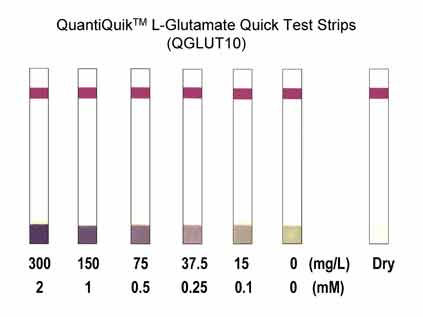 QuantiQuik™ L-Glutamate Quick Test Strips
(QGLUT10)
300 150 75 37.5 15 0 (mg/L) Dry
2 1 0.5 0.25 0.1 0 (mM)